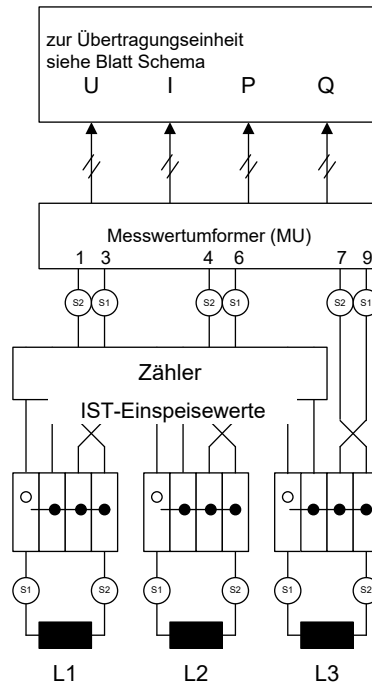 zur Übertragungseinheit
siehe Blatt Schema
U I P Q
Messwertumformer (MU)
1 3 4 6 7 9
S2 S1 S2 S1 S2 S1
Zähler
IST-Einspeisewerte
S1 S2 S1 S2 S1 S2
L1 L2 L3